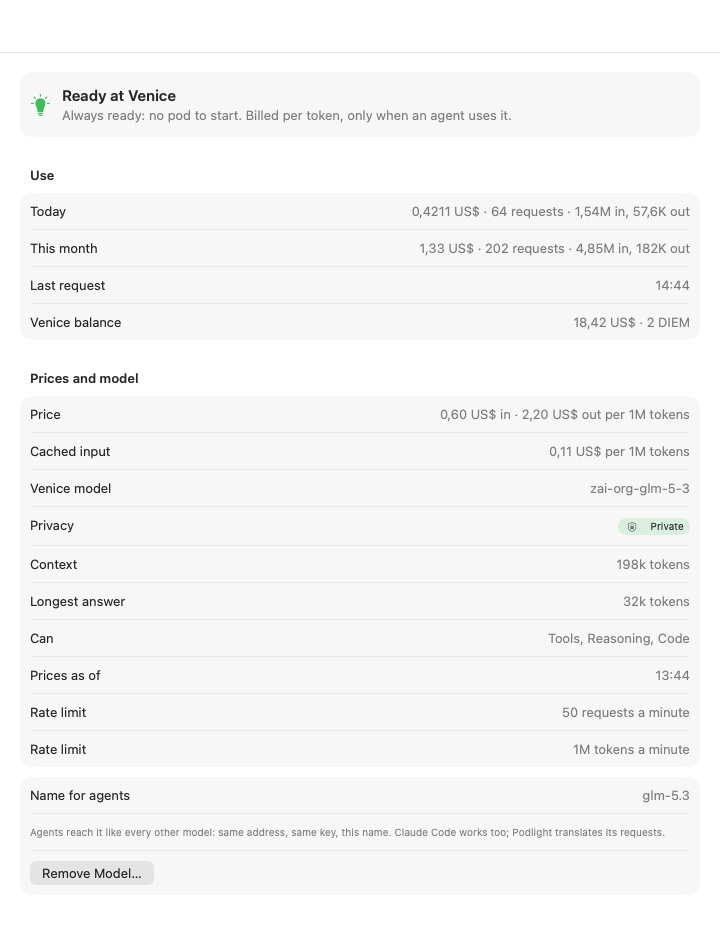 Ready at Venice
Always ready: no pod to start. Billed per token, only when an agent uses it.
Use
Today 0,4211 US$ · 64 requests · 1,54M in, 57,6K out
This month 1,33 US$ · 202 requests · 4,85M in, 182K out
Last request 14:44
Venice balance 18,42 US$ · 2 DIEM
Prices and model
Price 0,60 US$ in · 2,20 US$ out per 1M tokens
Cached input 0,11 US$ per 1M tokens
Venice model zai-org-glm-5-3
Privacy Private
Context 198k tokens
Longest answer 32k tokens
Can Tools, Reasoning, Code
Prices as of 13:44
Rate limit 50 requests a minute
Rate limit 1M tokens a minute
Name for agents glm-5.3
Agents reach it like every other model: same address, same key, this name. Claude Code works too; Podlight translates its requests.
Remove Model...